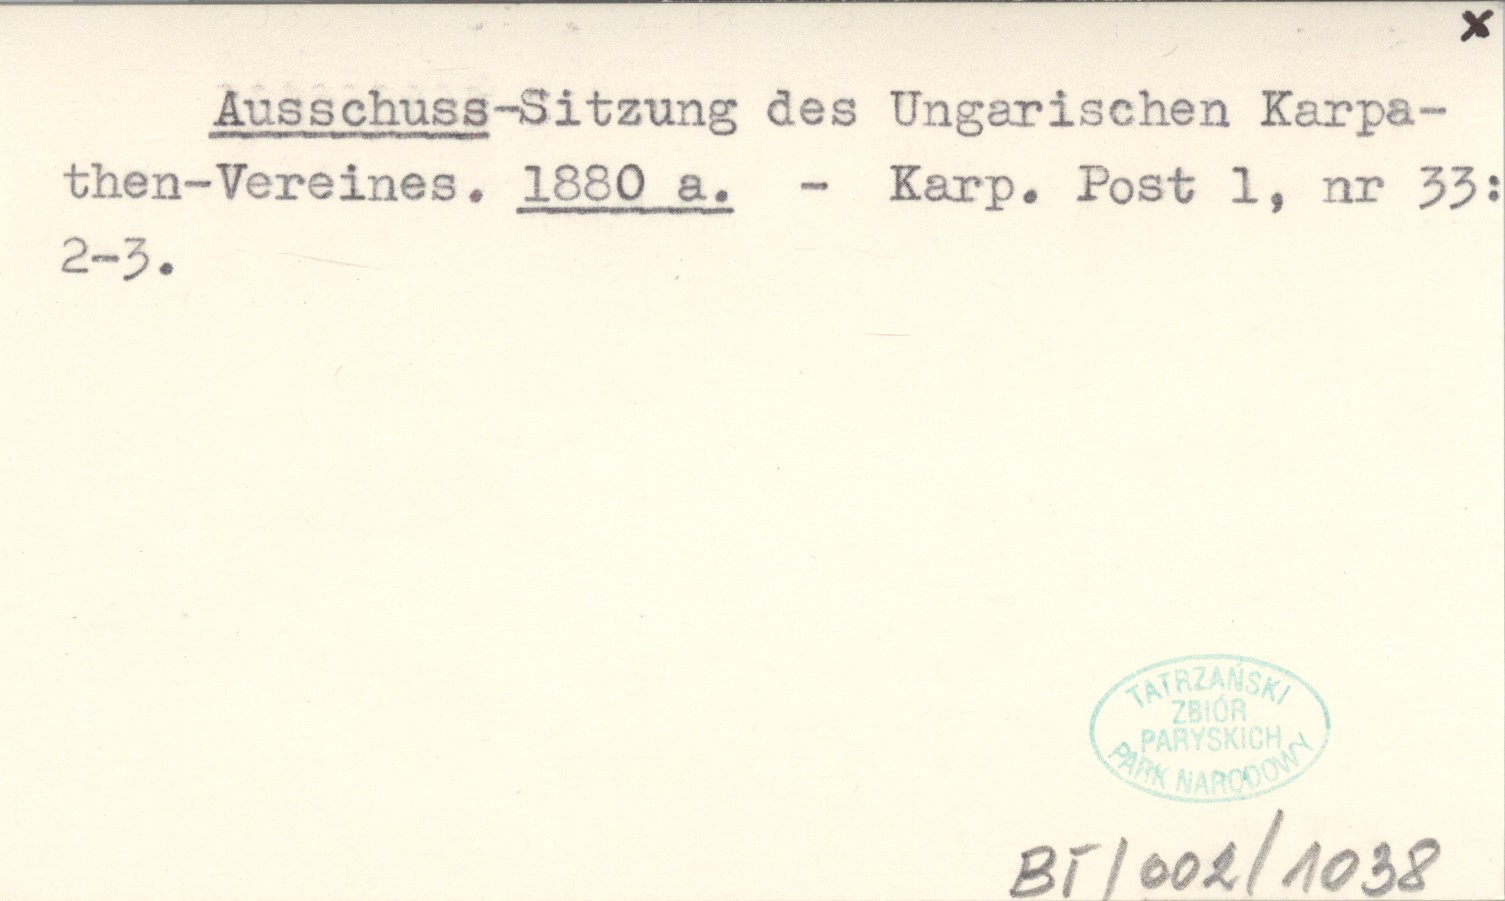 x
Ausschuss-Sitzung des Ungarischen Karpa-
then-Vereines. 1880 a. - Karp. Post 1, nr 33:
2-3.
TATRZAŃSKI
ZBIÓR
PARYSKICH
PARK NARODOWY
BT/002/1038